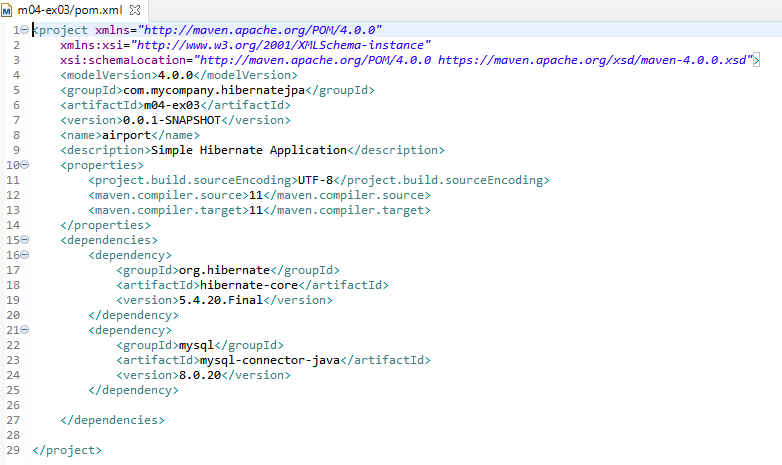 m04-ex03/pom.xml
1 <project xmlns="http://maven.apache.org/POM/4.0.0"
2     xmlns:xsi="http://www.w3.org/2001/XMLSchema-instance"
3     xsi:schemaLocation="http://maven.apache.org/POM/4.0.0 https://maven.apache.org/xsd/maven-4.0.0.xsd">
4     <modelVersion>4.0.0</modelVersion>
5     <groupId>com.mycompany.hibernatejpa</groupId>
6     <artifactId>m04-ex03</artifactId>
7     <version>0.0.1-SNAPSHOT</version>
8     <name>airport</name>
9     <description>Simple Hibernate Application</description>
10     <properties>
11         <project.build.sourceEncoding>UTF-8</project.build.sourceEncoding>
12         <maven.compiler.source>11</maven.compiler.source>
13         <maven.compiler.target>11</maven.compiler.target>
14     </properties>
15     <dependencies>
16         <dependency>
17             <groupId>org.hibernate</groupId>
18             <artifactId>hibernate-core</artifactId>
19             <version>5.4.20.Final</version>
20         </dependency>
21         <dependency>
22             <groupId>mysql</groupId>
23             <artifactId>mysql-connector-java</artifactId>
24             <version>8.0.20</version>
25         </dependency>
26
27     </dependencies>
28
29 </project>